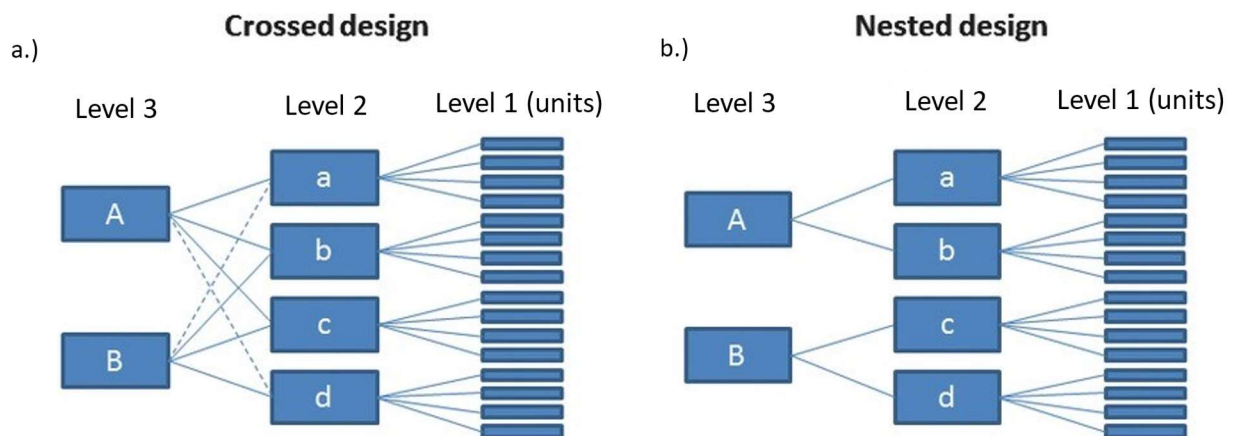 Crossed design
a.)
Level 3
Level 2
Level 1 (units)
A
B
a
b
c
d
Nested design
b.)
Level 3
Level 2
Level 1 (units)
A
B
a
b
c
d